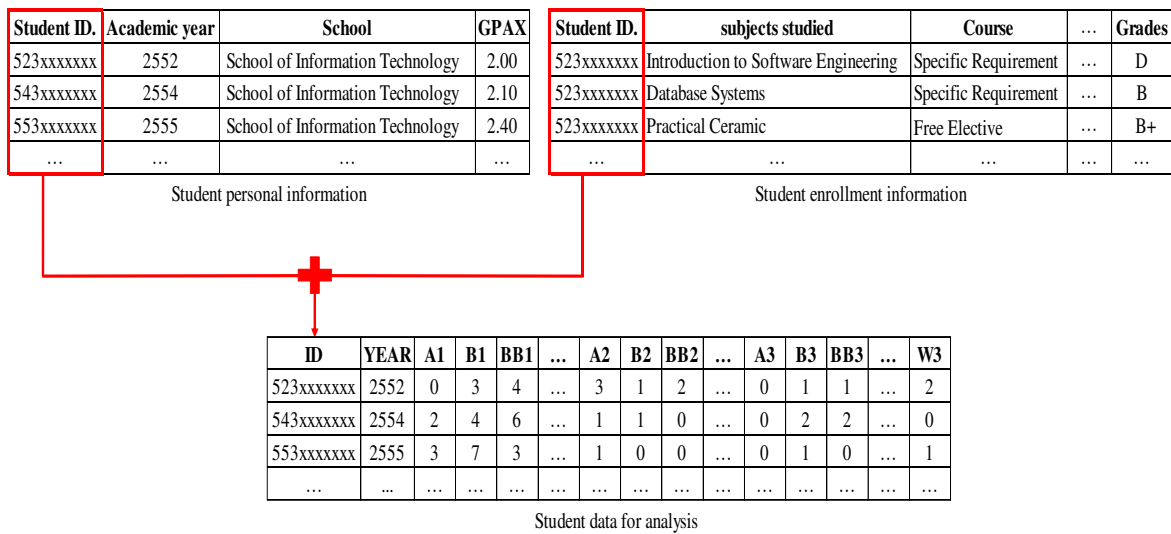 Student ID. Academic year School GPAX
523xxxxxxx 2552 School of Information Technology 2.00
543xxxxxxx 2554 School of Information Technology 2.10
553xxxxxxx 2555 School of Information Technology 2.40
… … … …
Student personal information
Student ID. subjects studied Course … Grades
523xxxxxxx Introduction to Software Engineering Specific Requirement … D
523xxxxxxx Database Systems Specific Requirement … B
523xxxxxxx Practical Ceramic Free Elective … B+
… … … … …
Student enrollment information
ID YEAR A1 B1 BB1 ... A2 B2 BB2 ... A3 B3 BB3 ... W3
523xxxxxxx 2552 0 3 4 … 3 1 2 … 0 1 1 … 2
543xxxxxxx 2554 2 4 6 … 1 1 0 … 0 2 2 … 0
553xxxxxxx 2555 3 7 3 … 1 0 0 … 0 1 0 … 1
… ... … … … … … … … … … … … … …
Student data for analysis